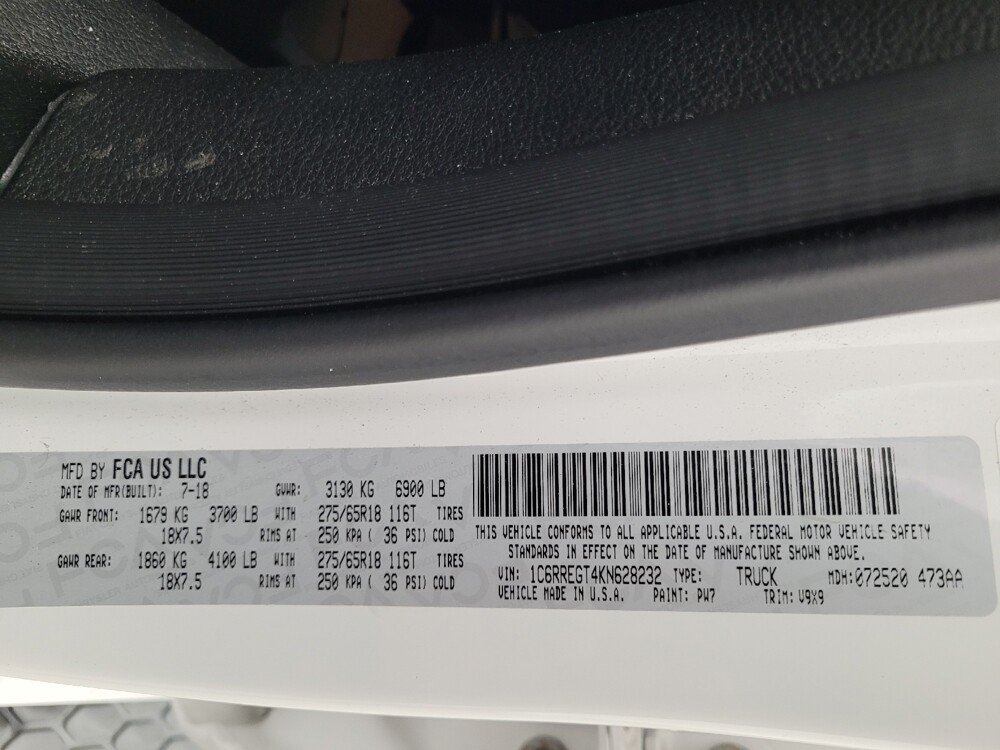 MFD BY FCA US LLC
DATE OF MFR(BUILT): 7-18 GVWR: 3130 KG 6900 LB
GAWR FRONT: 1679 KG 3700 LB WITH 275/65R18 116T TIRES
18X7.5 RIMS AT 250 KPA ( 36 PSI) COLD
GAWR REAR: 1860 KG 4100 LB WITH 275/65R18 116T TIRES
18X7.5 RIMS AT 250 KPA ( 36 PSI) COLD
THIS VEHICLE CONFORMS TO ALL APPLICABLE U.S.A. FEDERAL MOTOR VEHICLE SAFETY
STANDARDS IN EFFECT ON THE DATE OF MANUFACTURE SHOWN ABOVE.
VIN: 1C6RREGT4KN628232 TYPE: TRUCK MDH:072520 473AA
VEHICLE MADE IN U.S.A. PAINT: PW7 TRIM: V9X9